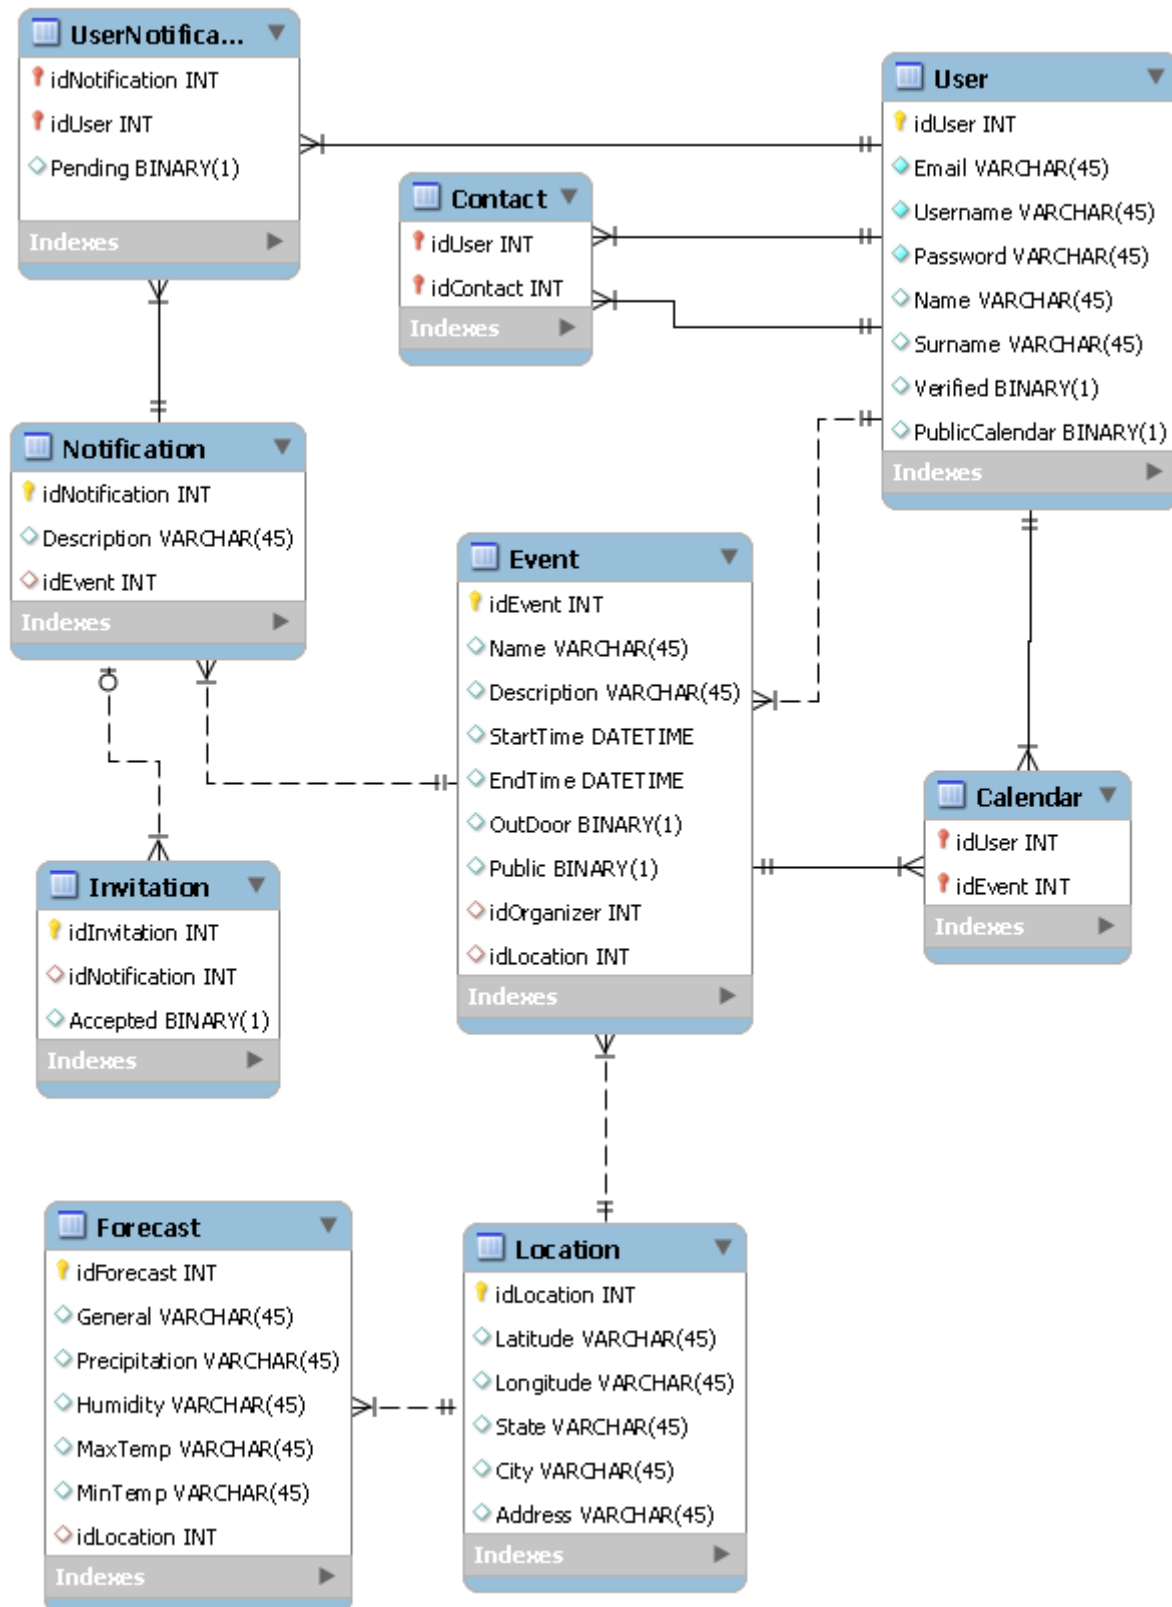 UserNotifica...
idNotification INT
idUser INT
Pending BINARY(1)
Indexes
User
idUser INT
Email VARCHAR(45)
Username VARCHAR(45)
Password VARCHAR(45)
Name VARCHAR(45)
Surname VARCHAR(45)
Verified BINARY(1)
PublicCalendar BINARY(1)
Indexes
Contact
idUser INT
idContact INT
Indexes
Notification
idNotification INT
Description VARCHAR(45)
idEvent INT
Indexes
Event
idEvent INT
Name VARCHAR(45)
Description VARCHAR(45)
StartTime DATETIME
EndTime DATETIME
OutDoor BINARY(1)
Public BINARY(1)
idOrganizer INT
idLocation INT
Indexes
Calendar
idUser INT
idEvent INT
Indexes
Invitation
idInvitation INT
idNotification INT
Accepted BINARY(1)
Indexes
Forecast
idForecast INT
General VARCHAR(45)
Precipitation VARCHAR(45)
Humidity VARCHAR(45)
MaxTemp VARCHAR(45)
MinTemp VARCHAR(45)
idLocation INT
Indexes
Location
idLocation INT
Latitude VARCHAR(45)
Longitude VARCHAR(45)
State VARCHAR(45)
City VARCHAR(45)
Address VARCHAR(45)
Indexes